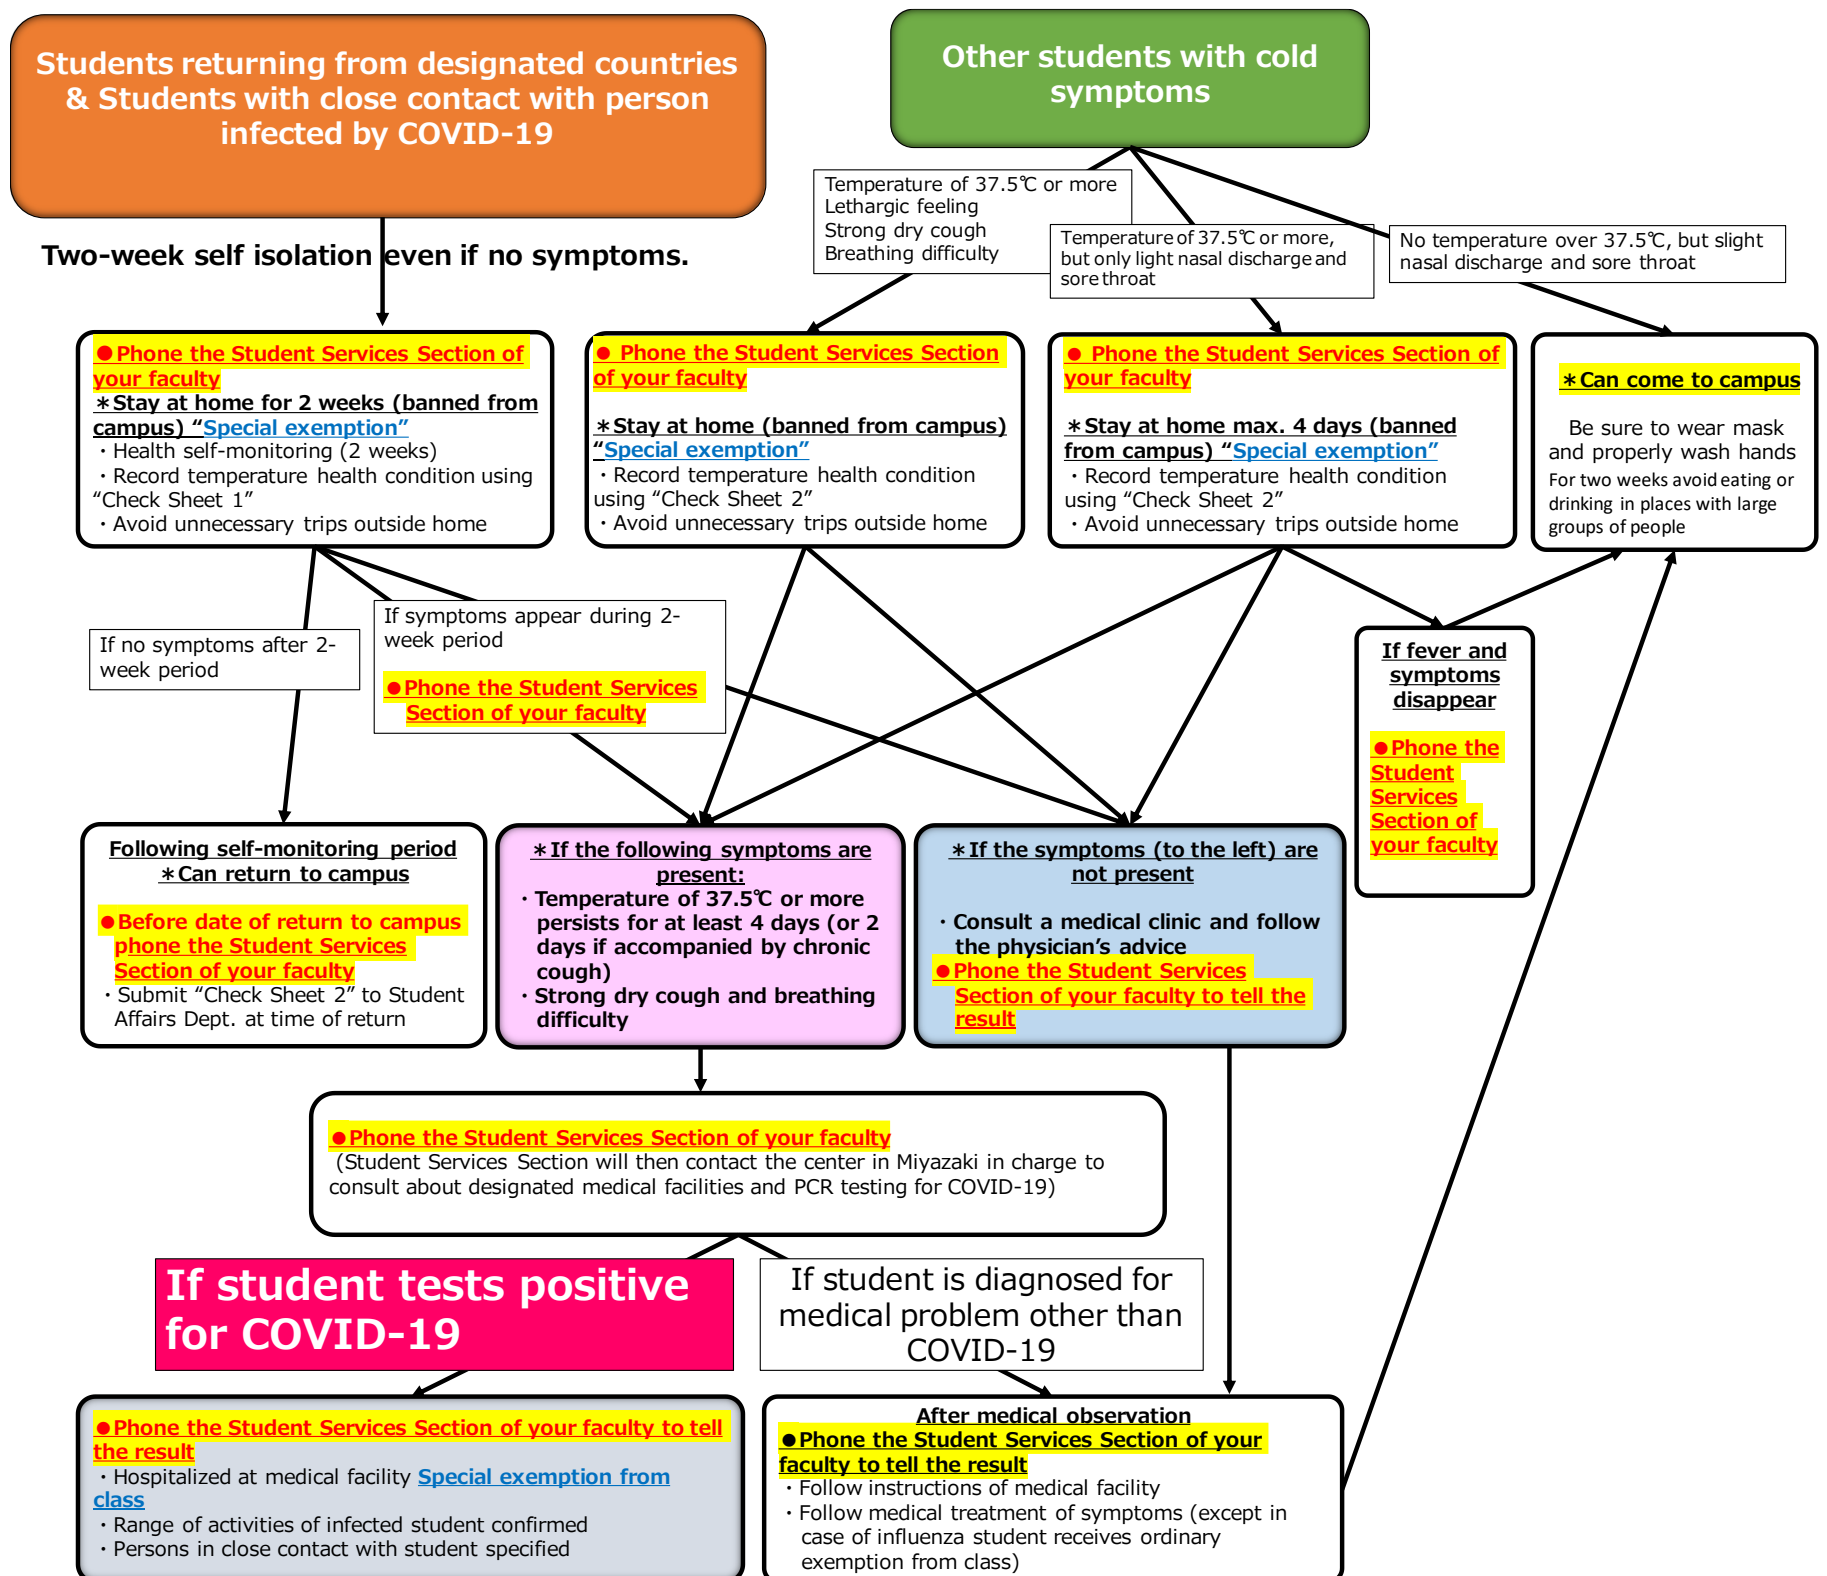 Students returning from designated countries
& Students with close contact with person
infected by COVID-19
Other students with cold
symptoms
Two-week self isolation even if no symptoms.
Temperature of 37.5℃ or more
Lethargic feeling
Strong dry cough
Breathing difficulty
Temperature of 37.5℃ or more,
but only light nasal discharge and
sore throat
No temperature over 37.5℃, but slight
nasal discharge and sore throat
●Phone the Student Services Section of
your faculty
＊Stay at home for 2 weeks (banned from
campus) “Special exemption”
・Health self-monitoring (2 weeks)
・Record temperature health condition using
“Check Sheet 1”
・Avoid unnecessary trips outside home
● Phone the Student Services Section
of your faculty
＊Stay at home (banned from campus)
“Special exemption”
・Record temperature health condition
using “Check Sheet 2”
・Avoid unnecessary trips outside home
● Phone the Student Services Section of
your faculty
＊Stay at home max. 4 days (banned
from campus) “Special exemption”
・Record temperature health condition
using “Check Sheet 2”
・Avoid unnecessary trips outside home
＊Can come to campus
Be sure to wear mask
and properly wash hands
For two weeks avoid eating or
drinking in places with large
groups of people
If no symptoms after 2-
week period
If symptoms appear during 2-
week period
●Phone the Student Services
Section of your faculty
If fever and
symptoms
disappear
●Phone the
Student
Services
Section of
your faculty
Following self-monitoring period
＊Can return to campus
●Before date of return to campus
phone the Student Services
Section of your faculty
・Submit “Check Sheet 2” to Student
Affairs Dept. at time of return
＊If the following symptoms are
present:
・Temperature of 37.5℃ or more
persists for at least 4 days (or 2
days if accompanied by chronic
cough)
・Strong dry cough and breathing
difficulty
＊If the symptoms (to the left) are
not present
・Consult a medical clinic and follow
the physician’s advice
●Phone the Student Services
Section of your faculty to tell the
result
●Phone the Student Services Section of your faculty
(Student Services Section will then contact the center in Miyazaki in charge to
consult about designated medical facilities and PCR testing for COVID-19)
If student tests positive
for COVID-19
If student is diagnosed for
medical problem other than
COVID-19
●Phone the Student Services Section of your faculty to tell
the result
・Hospitalized at medical facility Special exemption from
class
・Range of activities of infected student confirmed
・Persons in close contact with student specified
After medical observation
●Phone the Student Services Section of your
faculty to tell the result
・Follow instructions of medical facility
・Follow medical treatment of symptoms (except in
case of influenza student receives ordinary
exemption from class)